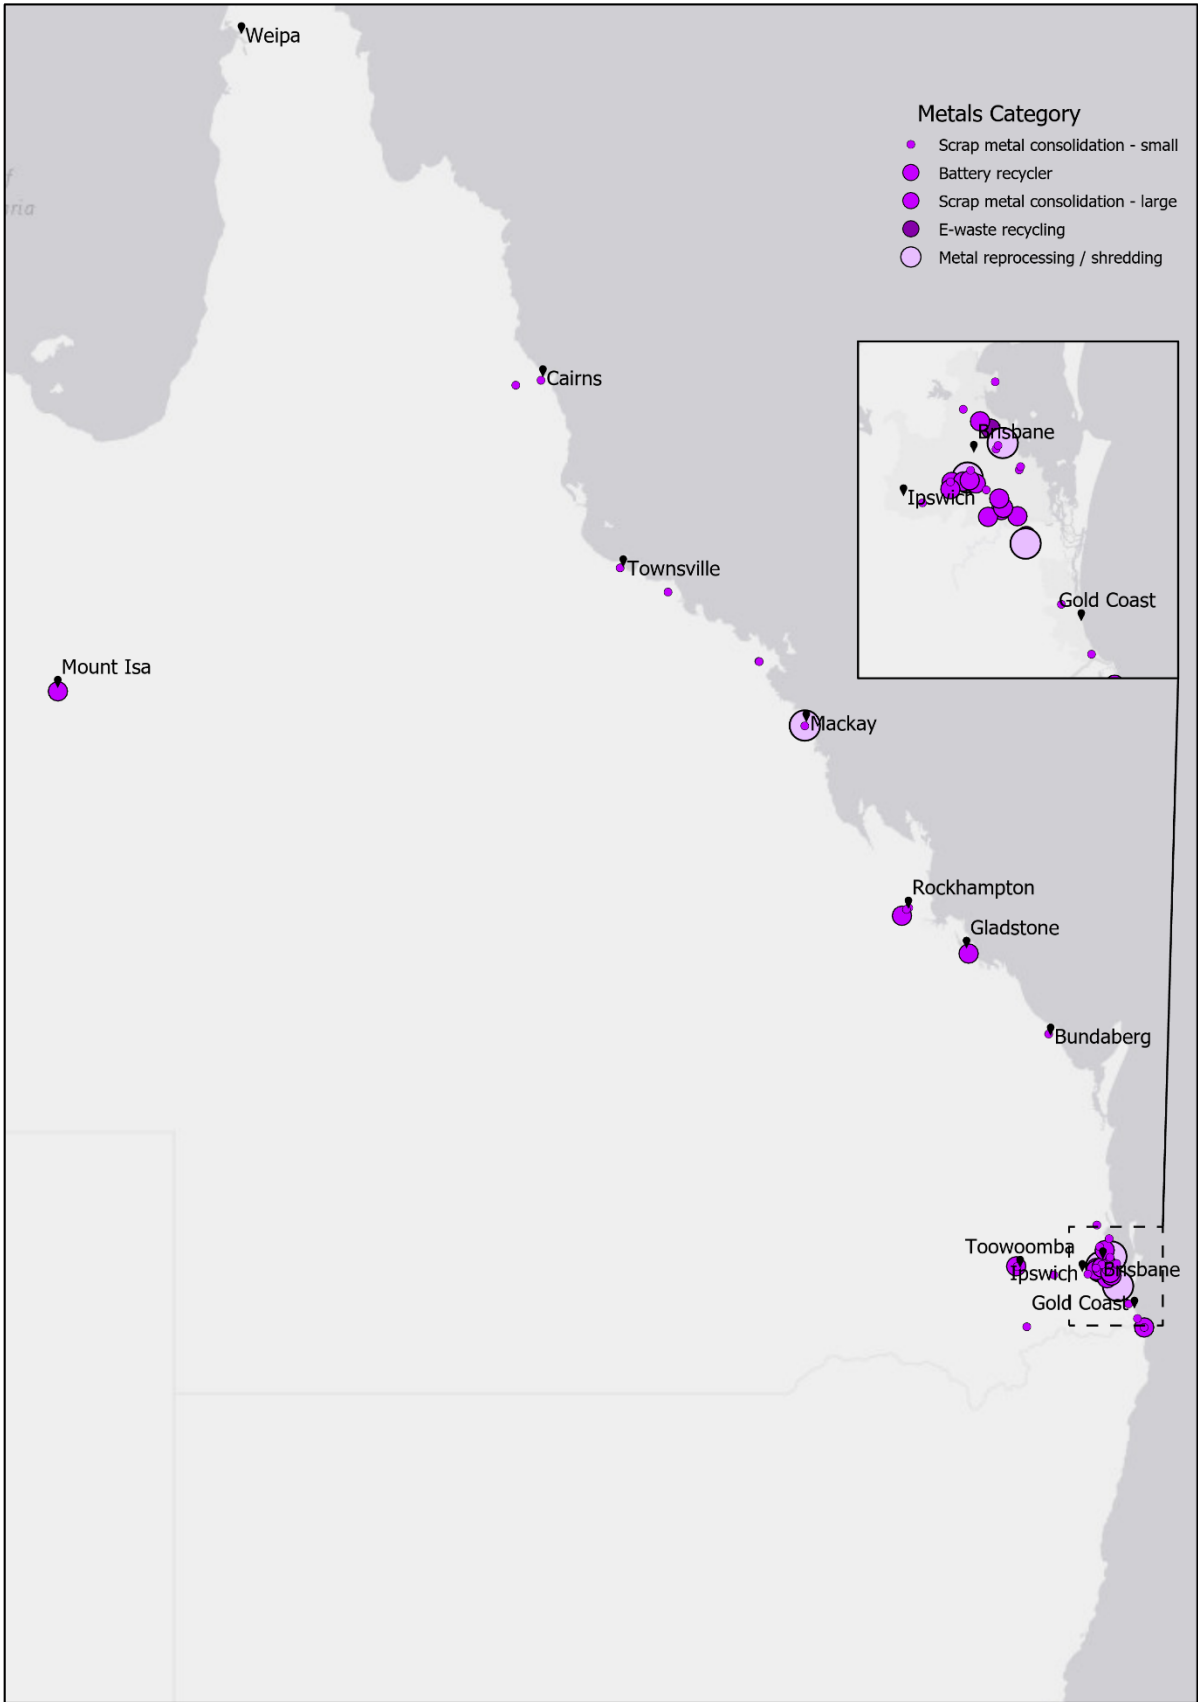 Weipa
Metals Category
Scrap metal consolidation - small
Battery recycler
Scrap metal consolidation - large
E-waste recycling
Metal reprocessing / shredding
Cairns
Brisbane
Ipswich
Gold Coast
Townsville
Mount Isa
Mackay
Rockhampton
Gladstone
Bundaberg
Toowoomba
Ipswich
Brisbane
Gold Coast